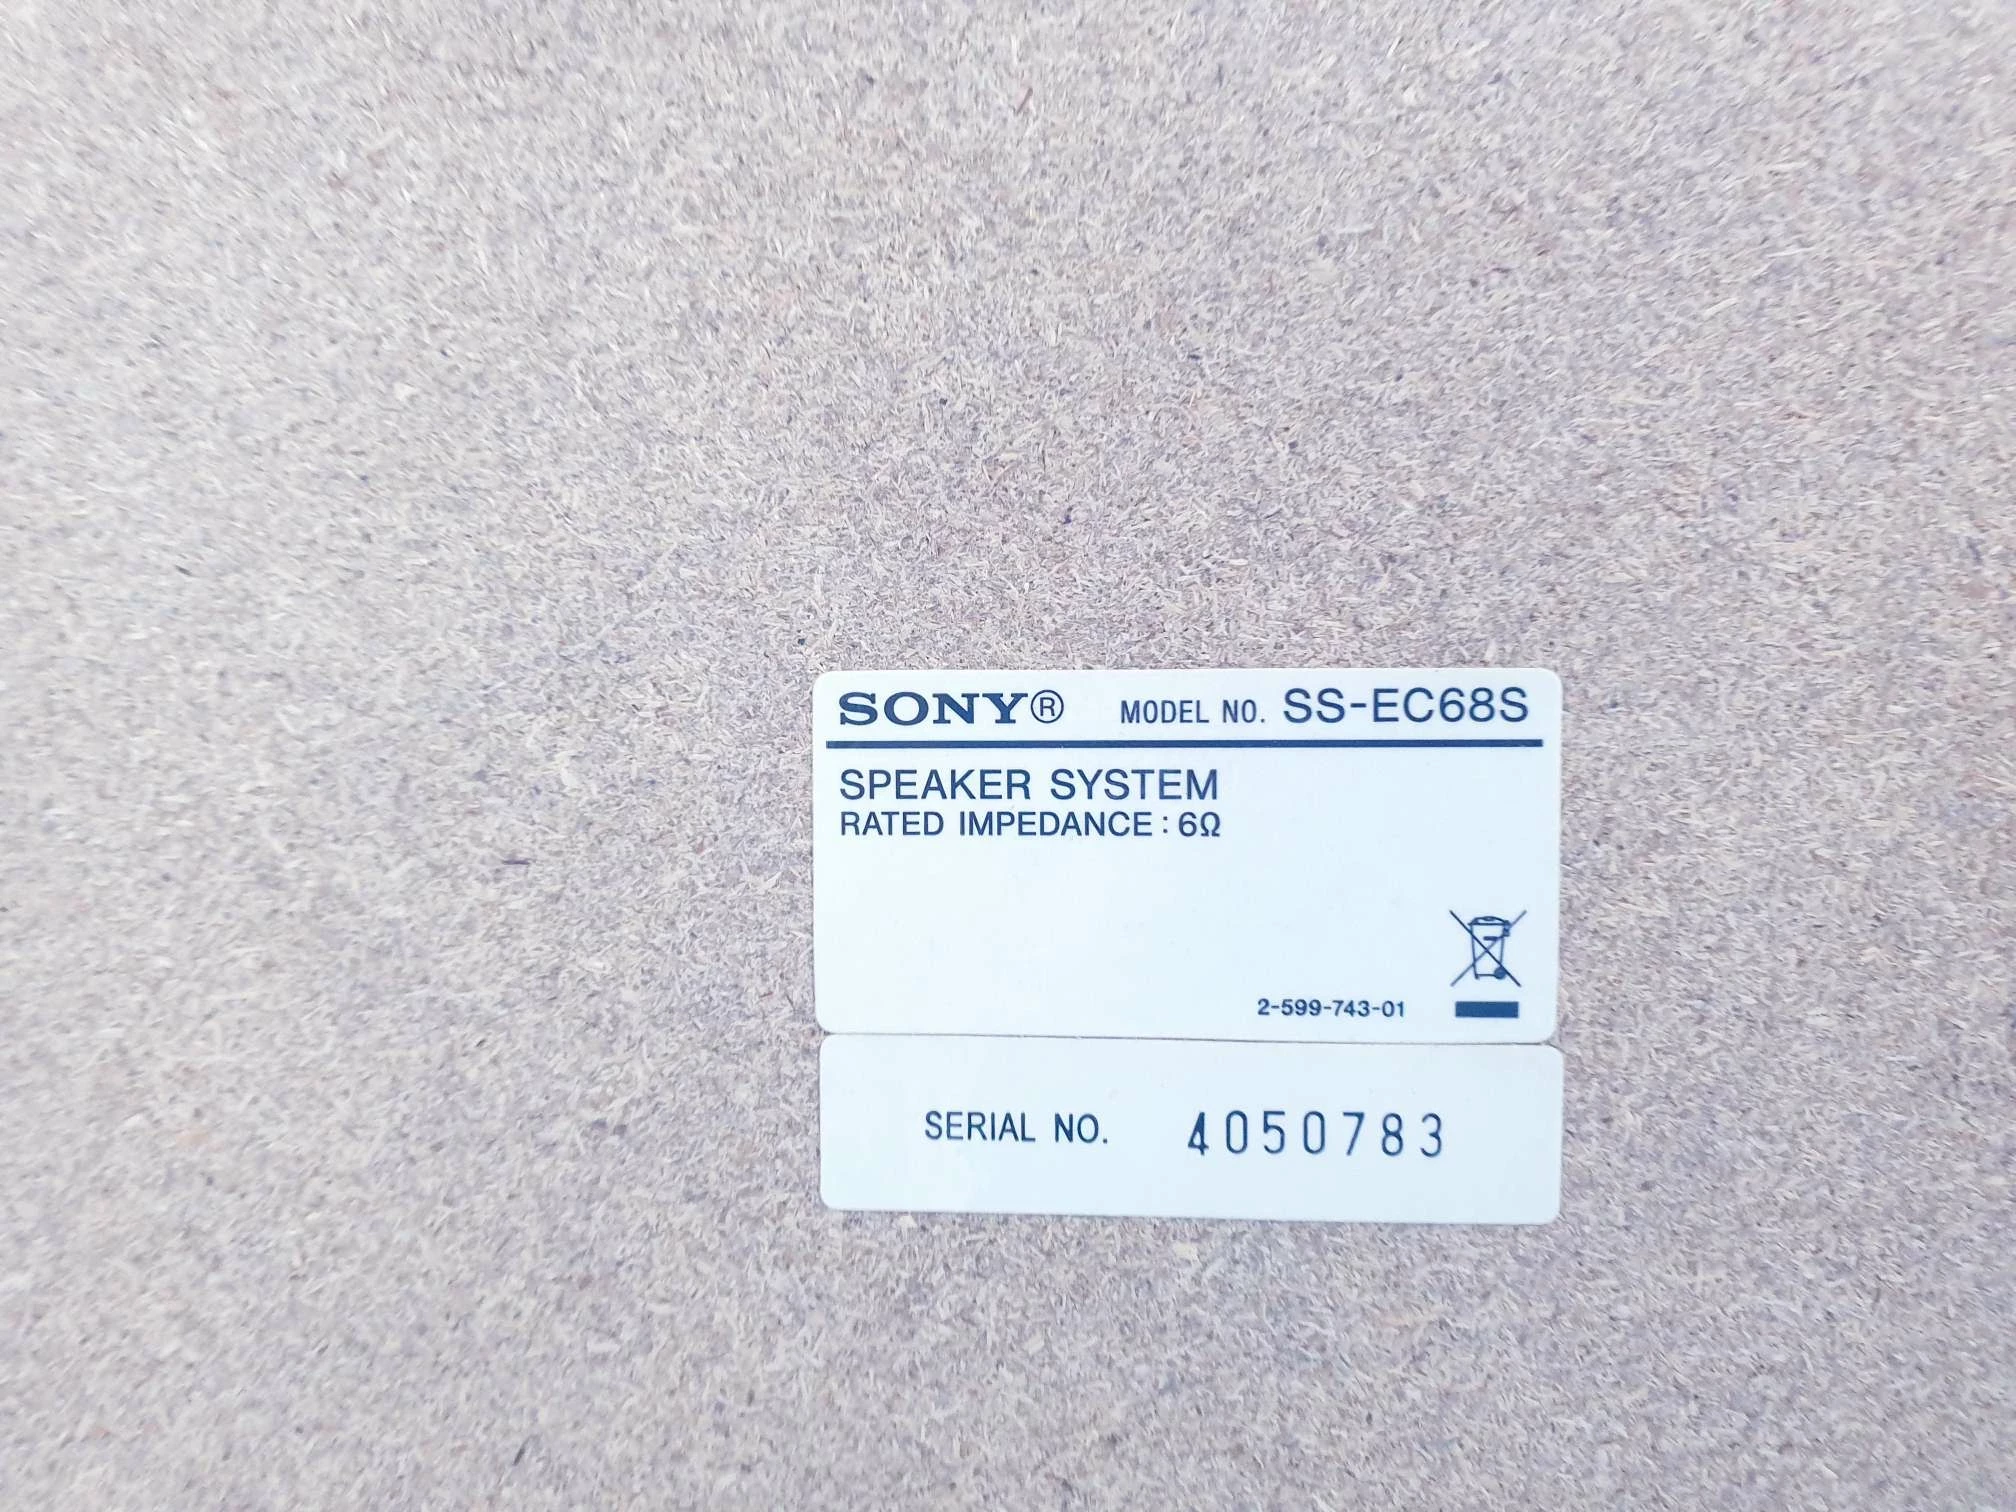 SONY® MODEL NO. SS-EC68S
SPEAKER SYSTEM
RATED IMPEDANCE : 6Ω
2-599-743-01
SERIAL NO. 4050783